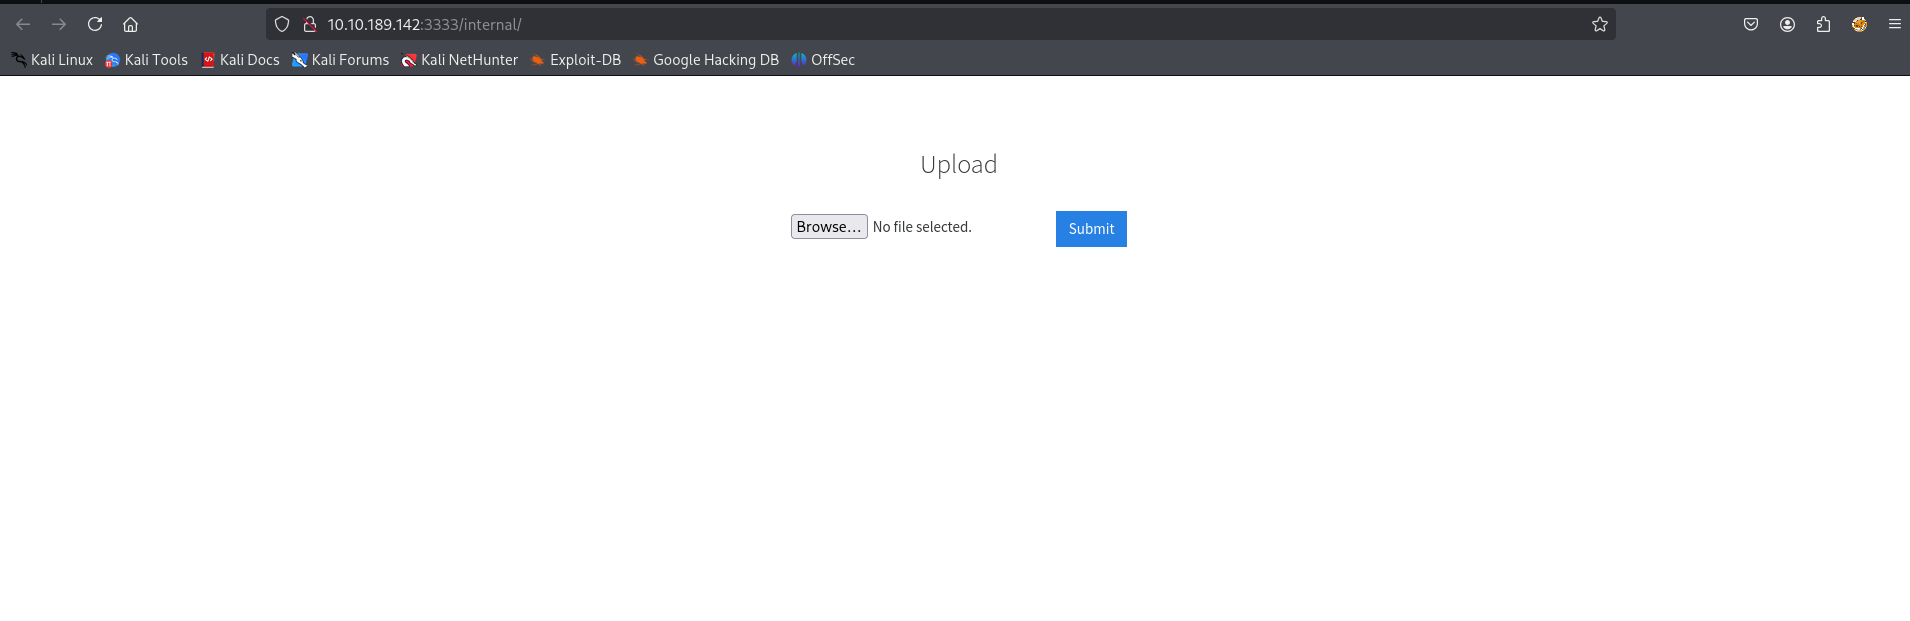 10.10.189.142:3333/internal/
Kali Linux Kali Tools Kali Docs Kali Forums Kali NetHunter Exploit-DB Google Hacking DB OffSec
Upload
Browse... No file selected. Submit